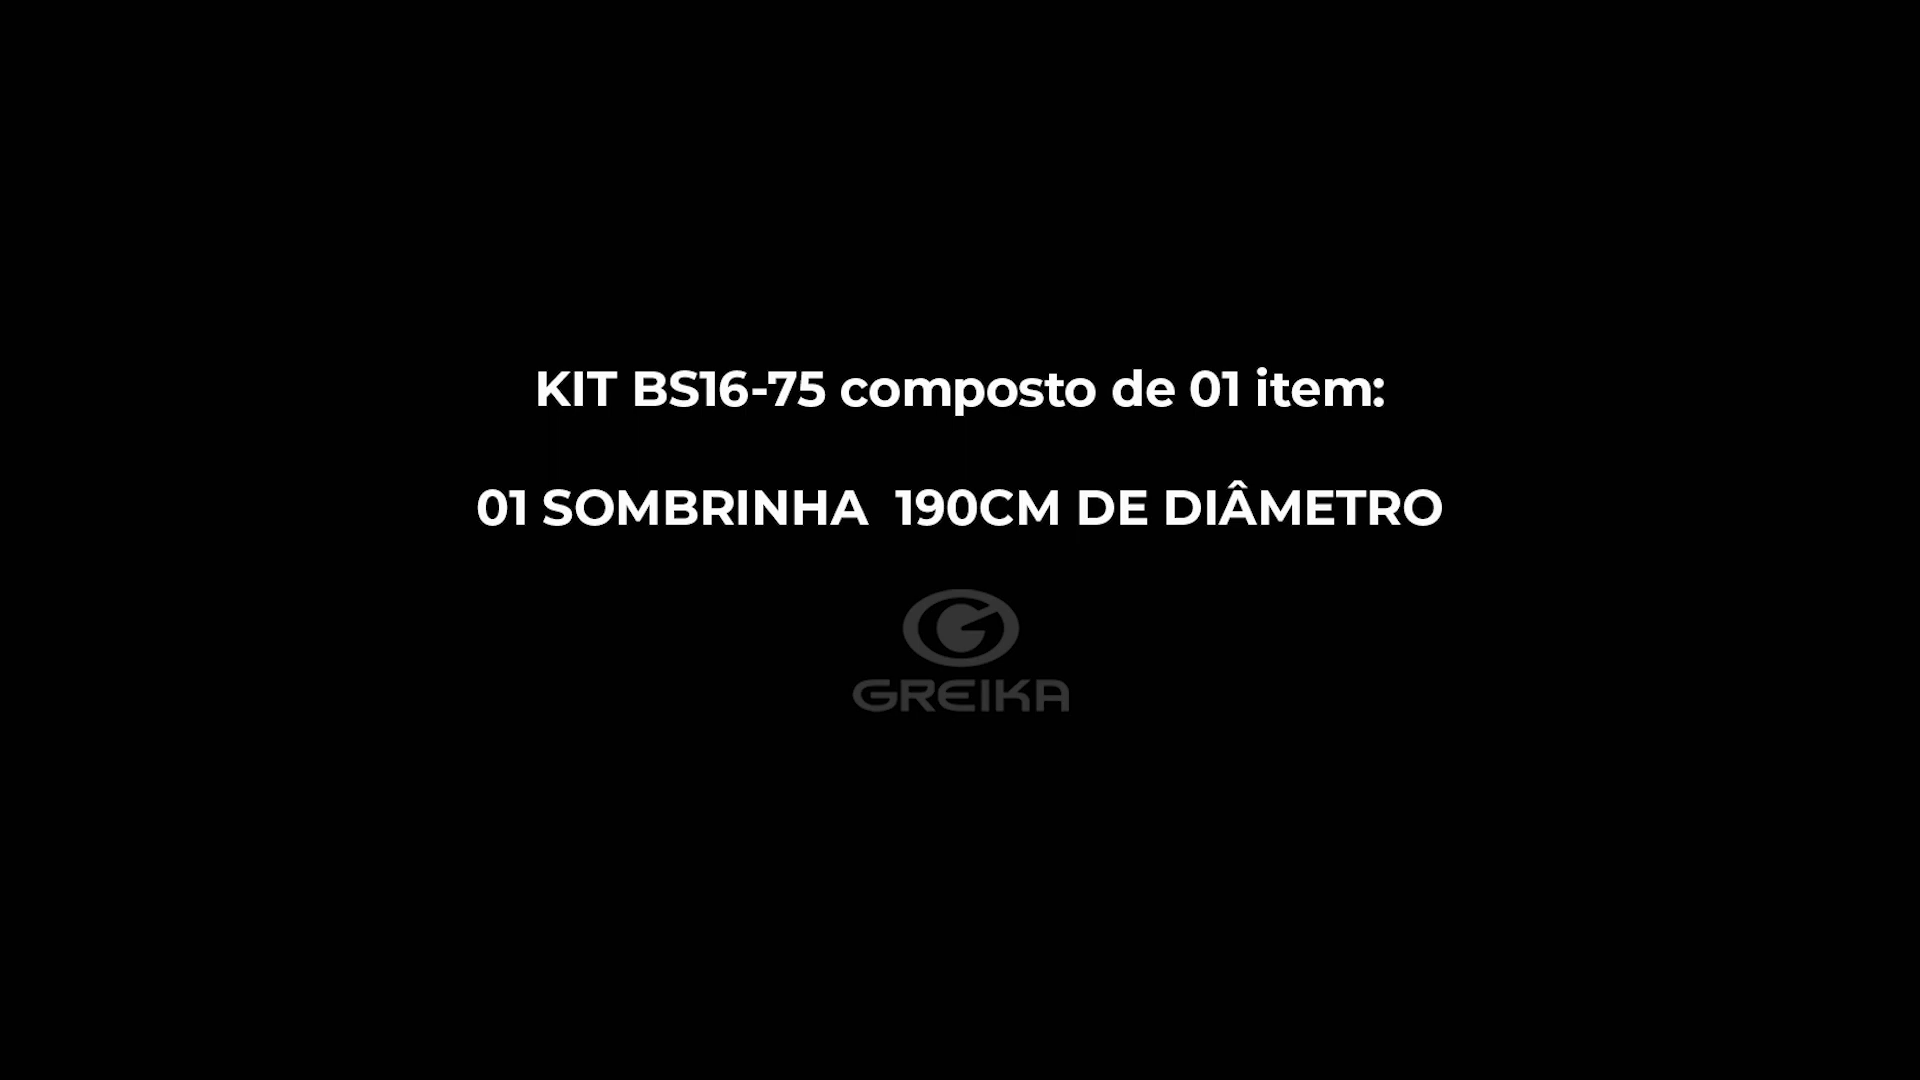 KIT BS16-75 composto de 01 item:
01 SOMBRINHA  190CM DE DIÂMETRO
GREIKA